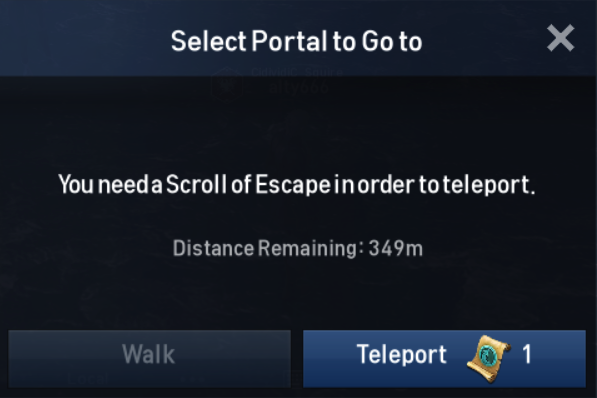 Select Portal to Go to
You need a Scroll of Escape in order to teleport.
Distance Remaining: 349m
Walk
Teleport 1